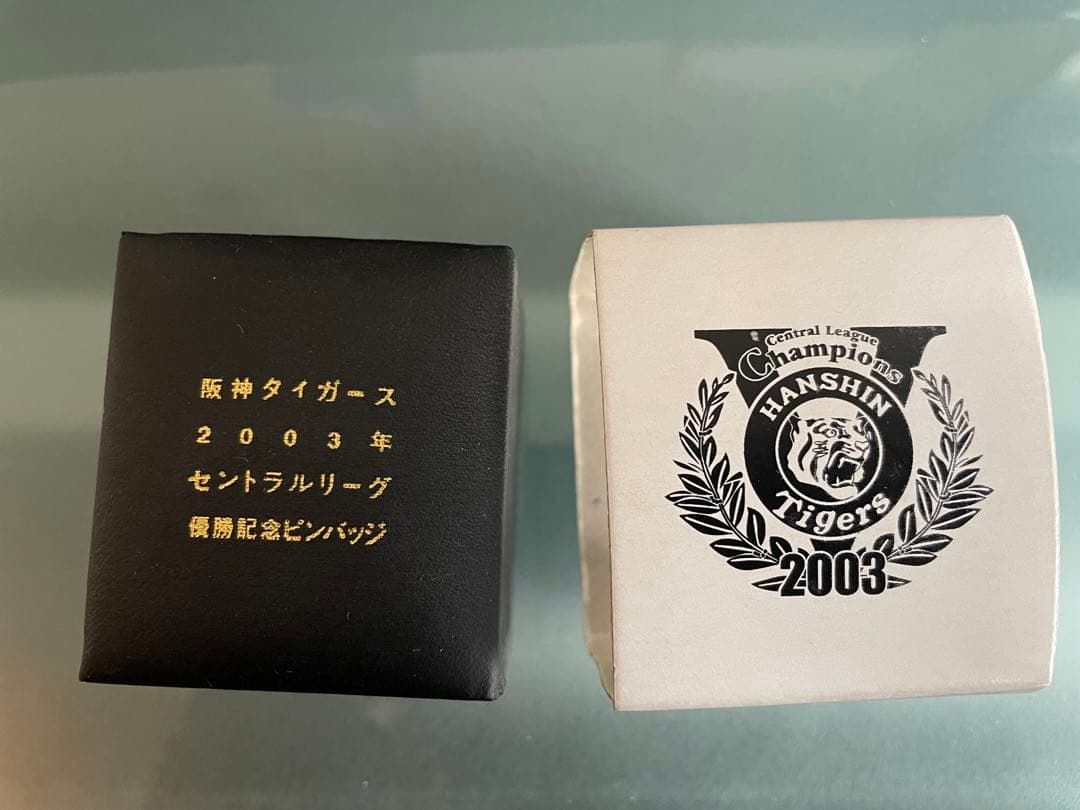 阪神タイガース
2003年
セントラルリーグ
優勝記念ピンバッジ
Central League
Champions
HANSHIN
Tigers
2003